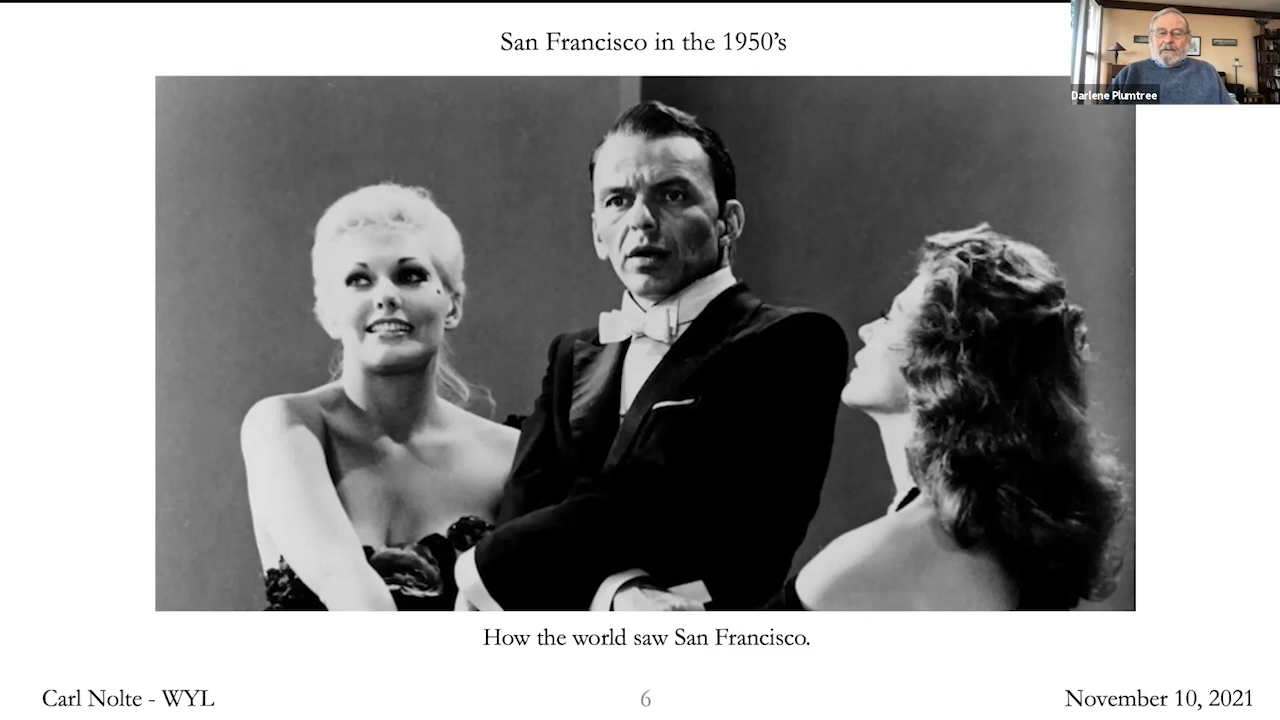 San Francisco in the 1950’s
Darlene Plumtree
How the world saw San Francisco.
Carl Nolte - WYL
6
November 10, 2021